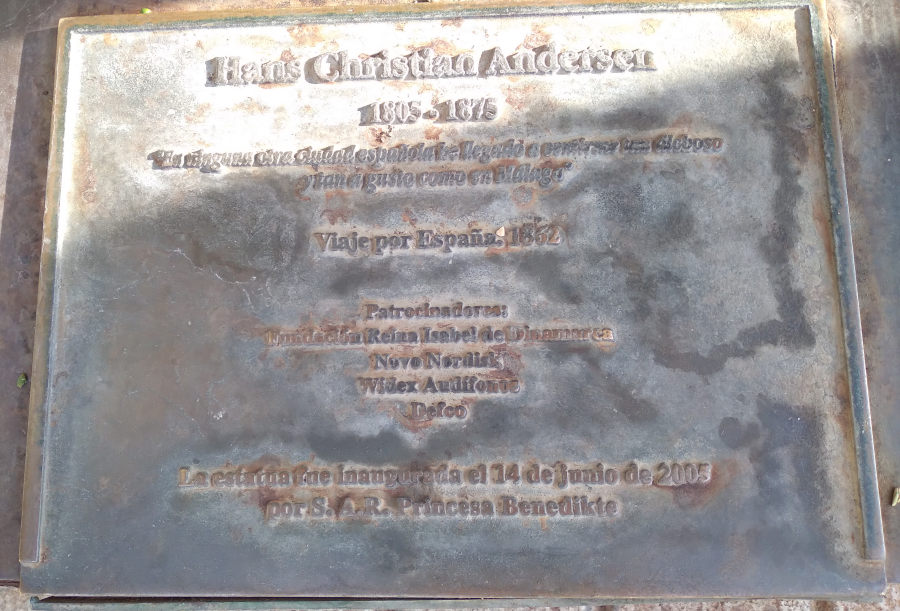 Hans Christian Andersen
1805 - 1875
"En ninguna otra ciudad española he llegado a sentirme tan dichoso
y tan a gusto como en Málaga"
Viaje por España. 1862
Patrocinadores:
Fundación Reina Isabel de Dinamarca
Novo Nordisk
Widex Audífonos
Defco
La estatua fue inaugurada el 14 de junio de 2005
por S. A. R. Princesa Benedikte